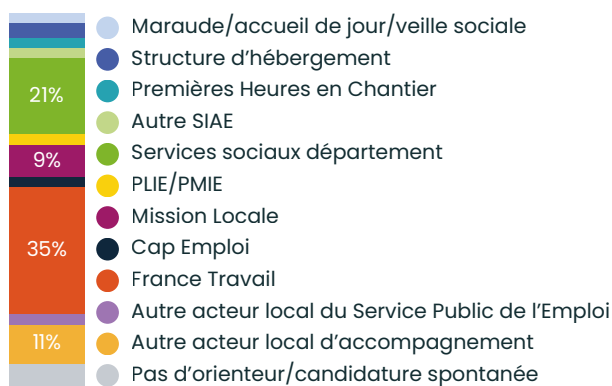 Maraude/accueil de jour/veille sociale
Structure d’hébergement
Premières Heures en Chantier
Autre SIAE
21%
Services sociaux département
PLIE/PMIE
9%
Mission Locale
Cap Emploi
35%
France Travail
Autre acteur local du Service Public de l’Emploi
11%
Autre acteur local d’accompagnement
Pas d’orienteur/candidature spontanée